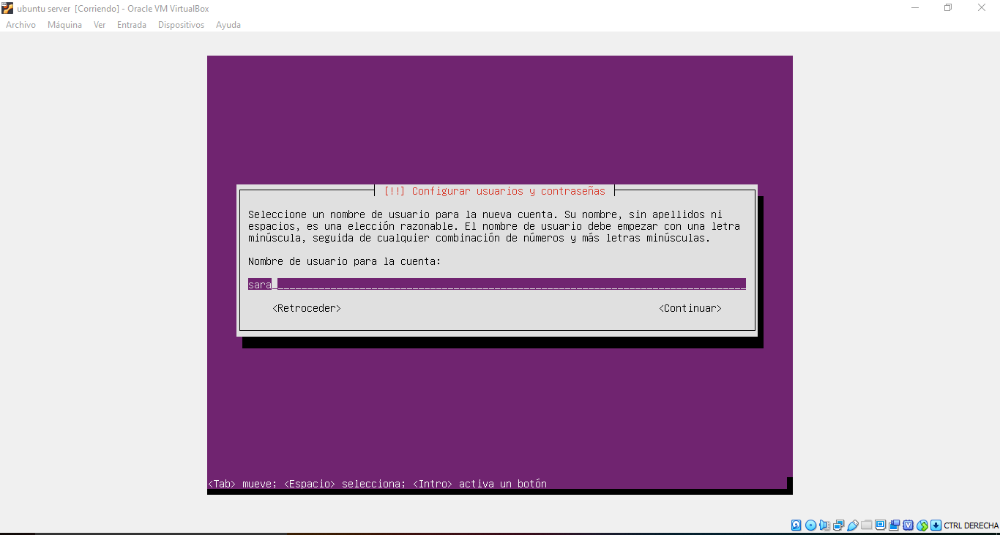 ubuntu server [Corriendo] - Oracle VM VirtualBox
Archivo Máquina Ver Entrada Dispositivos Ayuda
[!!] Configurar usuarios y contraseñas
Seleccione un nombre de usuario para la nueva cuenta. Su nombre, sin apellidos ni
espacios, es una elección razonable. El nombre de usuario debe empezar con una letra
minúscula, seguida de cualquier combinación de números y más letras minúsculas.
Nombre de usuario para la cuenta:
sara
<Retroceder> <Continuar>
<Tab> mueve; <Espacio> selecciona; <Intro> activa un botón
CTRL DERECHA